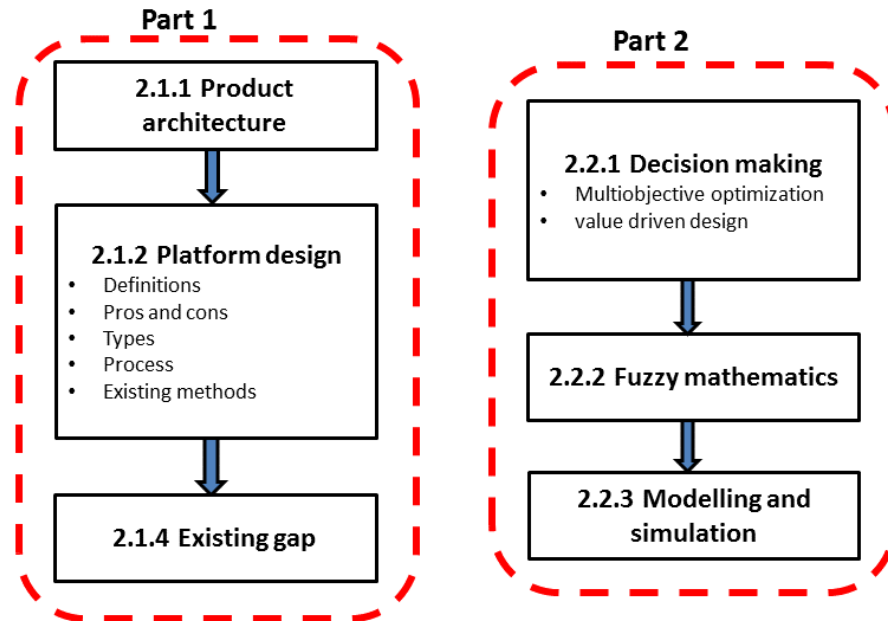 Part 1
2.1.1 Product
architecture
2.1.2 Platform design
• Definitions
• Pros and cons
• Types
• Process
• Existing methods
2.1.4 Existing gap
Part 2
2.2.1 Decision making
• Multiobjective optimization
• value driven design
2.2.2 Fuzzy mathematics
2.2.3 Modelling and
simulation